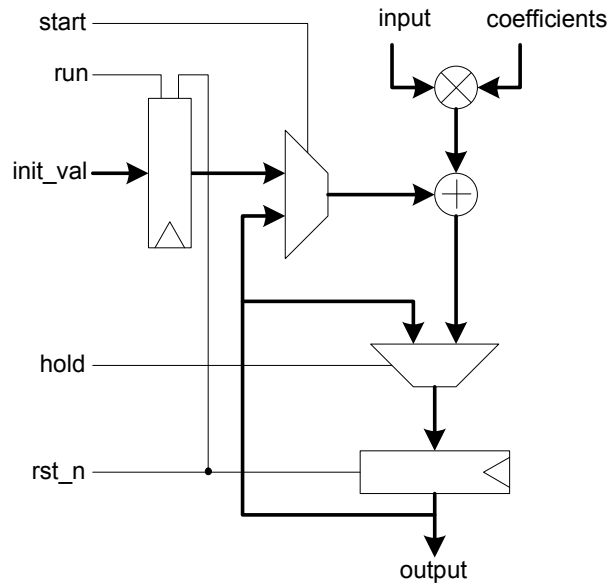 start
input
coefficients
run
init_val
hold
rst_n
output